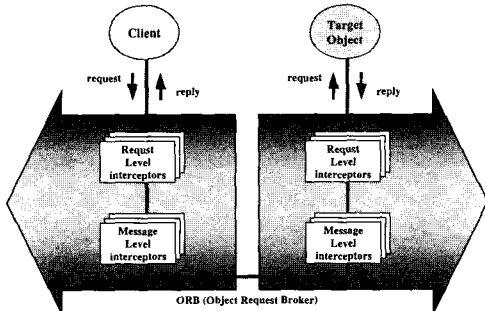 Client
Target
Object
request
reply
request
reply
Requst
Level
interceptors
Requst
Level
interceptors
Message
Level
interceptors
Message
Level
interceptors
ORB (Object Request Broker)